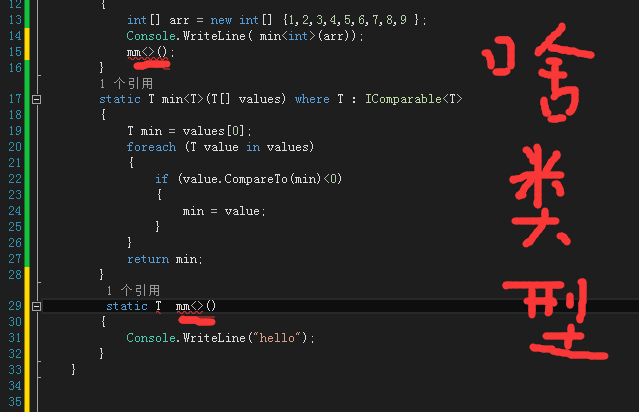 12 {
13 int[] arr = new int[] {1,2,3,4,5,6,7,8,9 };
14 Console.WriteLine( min<int>(arr));
15 mm<>();
16 }
1 个引用
17 static T min<T>(T[] values) where T : IComparable<T>
18 {
19 T min = values[0];
20 foreach (T value in values)
21 {
22 if (value.CompareTo(min)<0)
23 {
24 min = value;
25 }
26 }
27 return min;
28 }
1 个引用
29 static T  mm<>()
30 {
31 Console.WriteLine("hello");
32 }
33 }
34
35
啥
类
型